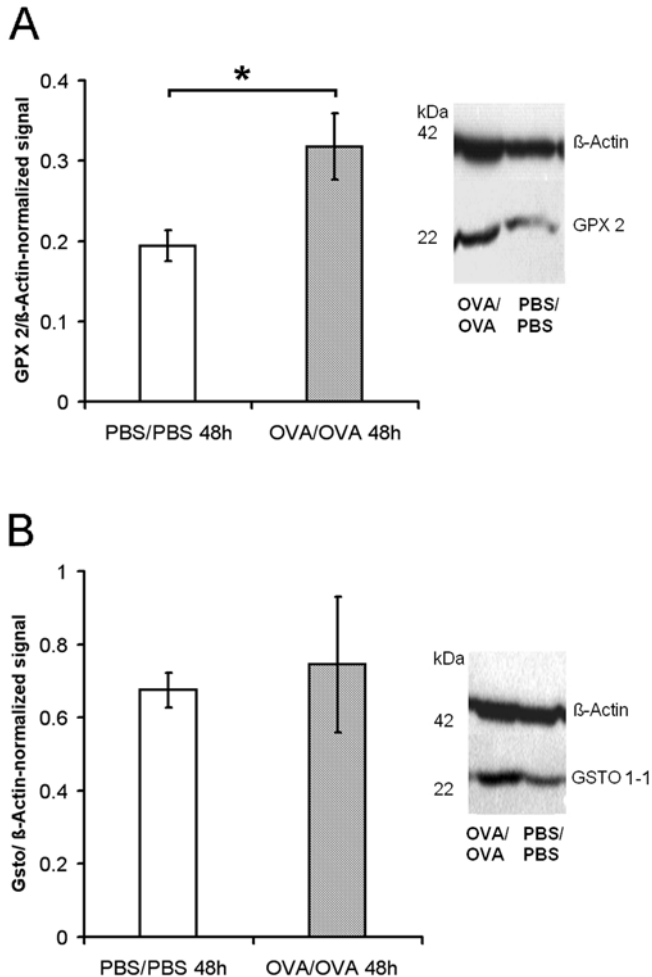 A
GPX 2/ß-Actin-normalized signal
0.4
0.3
0.2
0.1
0
*
PBS/PBS 48h
OVA/OVA 48h
kDa
42
22
ß-Actin
GPX 2
OVA/ PBS/
OVA PBS
B
Gsto/ ß-Actin-normalized signal
1
0.8
0.6
0.4
0.2
0
PBS/PBS 48h
OVA/OVA 48h
kDa
42
22
ß-Actin
GSTO 1-1
OVA/ PBS/
OVA PBS